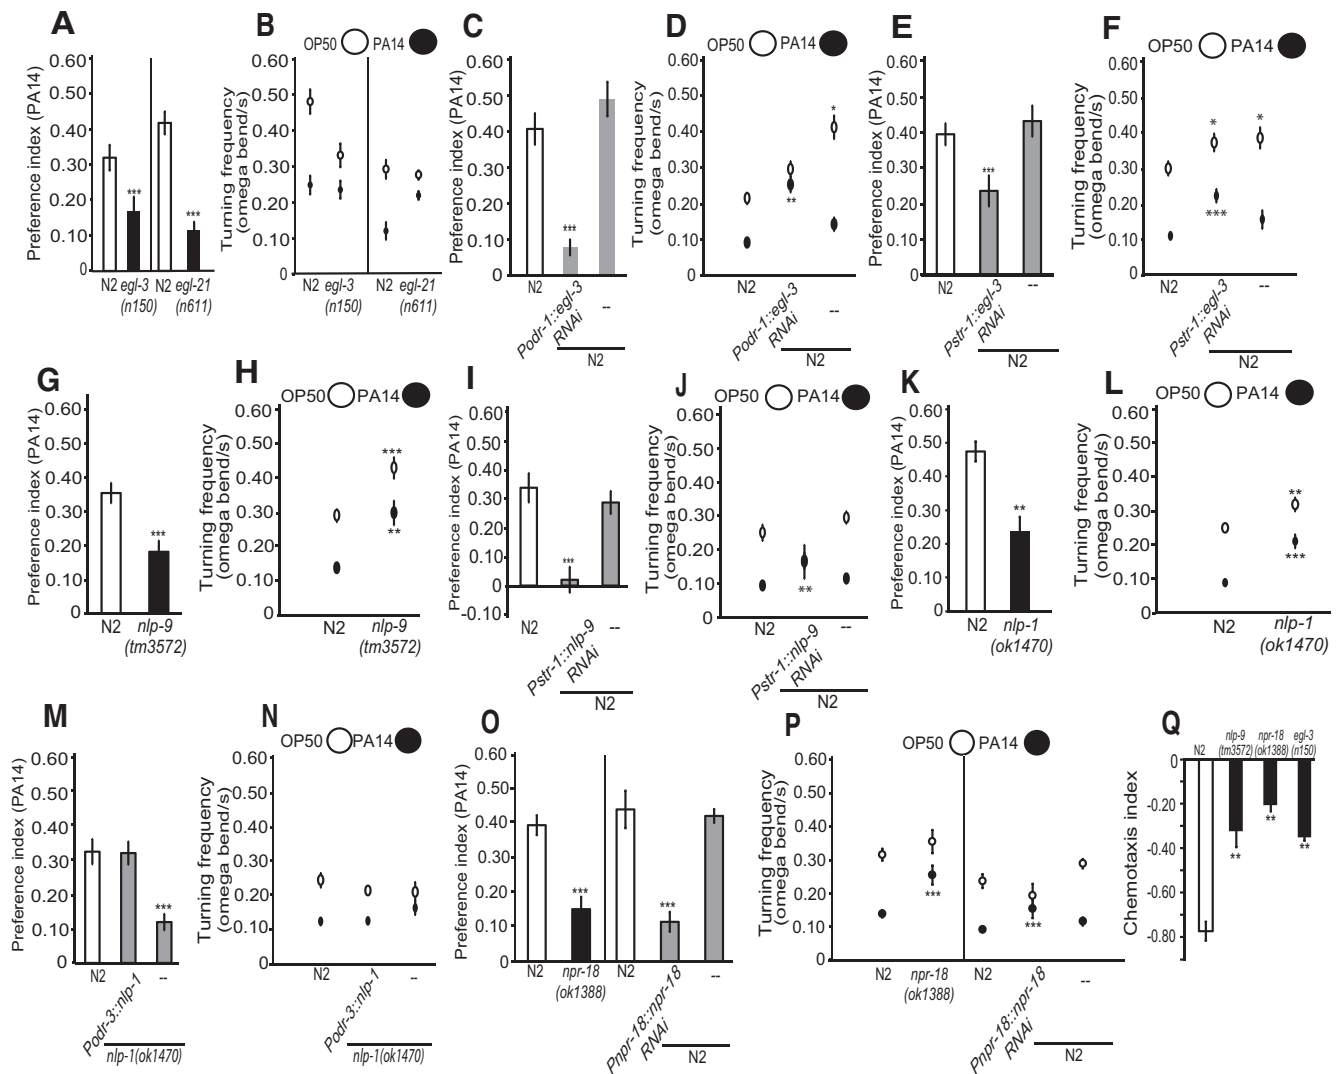 A
Preference index (PA14)
0.60
0.50
0.40
0.30
0.20
0.10
0
***
***
N2 egl-3 N2 egl-21
(n150) (n611)
B
OP50 PA14
Turning frequency
(omega bend/s)
0.60
0.50
0.40
0.30
0.20
0.10
0
N2 egl-3 N2 egl-21
(n150) (n611)
C
Preference index (PA14)
0.60
0.50
0.40
0.30
0.20
0.10
0
***
N2
Podr-1::egl-3
RNAi
--
N2
D
OP50 PA14
Turning frequency
(omega bend/s)
0.60
0.50
0.40
0.30
0.20
0.10
0
*
**
N2
Podr-1::egl-3
RNAi
--
N2
E
Preference index (PA14)
0.60
0.50
0.40
0.30
0.20
0.10
0
***
N2
Pstr-1::egl-3
RNAi
--
N2
F
OP50 PA14
Turning frequency
(omega bend/s)
0.60
0.50
0.40
0.30
0.20
0.10
0
* *
***
N2
Pstr-1::egl-3
RNAi
--
N2
G
Preference index (PA14)
0.60
0.50
0.40
0.30
0.20
0.10
0
***
N2 nlp-9
(tm3572)
H
OP50 PA14
Turning frequency
(omega bend/s)
0.60
0.50
0.40
0.30
0.20
0.10
0
***
**
N2 nlp-9
(tm3572)
I
Preference index (PA14)
0.60
0.50
0.40
0.30
0.20
0.10
0
-0.10
***
N2
Pstr-1::nlp-9
RNAi
--
N2
J
OP50 PA14
Turning frequency
(omega bend/s)
0.60
0.50
0.40
0.30
0.20
0.10
0
**
N2
Pstr-1::nlp-9
RNAi
--
N2
K
Preference index (PA14)
0.60
0.50
0.40
0.30
0.20
0.10
0
**
N2 nlp-1
(ok1470)
L
OP50 PA14
Turning frequency
(omega bend/s)
0.60
0.50
0.40
0.30
0.20
0.10
0
**
***
N2 nlp-1
(ok1470)
M
Preference index (PA14)
0.60
0.50
0.40
0.30
0.20
0.10
0
***
N2
Podr-3::nlp-1
--
nlp-1(ok1470)
N
OP50 PA14
Turning frequency
(omega bend/s)
0.60
0.50
0.40
0.30
0.20
0.10
0
N2
Podr-3::nlp-1
--
nlp-1(ok1470)
O
Preference index (PA14)
0.60
0.50
0.40
0.30
0.20
0.10
0
***
***
N2 npr-18 N2
(ok1388)
Pnpr-18::npr-18
RNAi
--
N2
P
OP50 PA14
Turning frequency
(omega bend/s)
0.60
0.50
0.40
0.30
0.20
0.10
0
***
***
N2 npr-18 N2
(ok1388)
Pnpr-18::npr-18
RNAi
--
N2
Q
nlp-9 npr-18 egl-3
N2 (tm3572) (ok1388) (n150)
Chemotaxis index
0
-0.20
-0.40
-0.60
-0.80
**
**
**